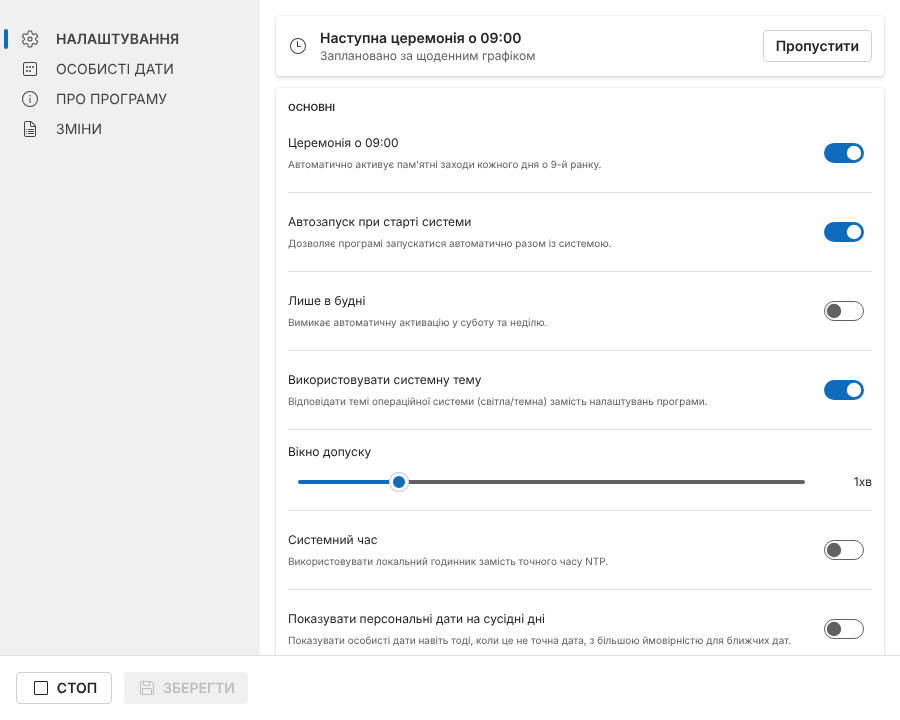 НАЛАШТУВАННЯ
ОСОБИСТІ ДАТИ
ПРО ПРОГРАМУ
ЗМІНИ
Наступна церемонія о 09:00
Заплановано за щоденним графіком
Пропустити
ОСНОВНІ
Церемонія о 09:00
Автоматично активує пам'ятні заходи кожного дня о 9-й ранку.
Автозапуск при старті системи
Дозволяє програмі запускатися автоматично разом із системою.
Лише в будні
Вимикає автоматичну активацію у суботу та неділю.
Використовувати системну тему
Відповідати темі операційної системи (світла/темна) замість налаштувань програми.
Вікно допуску
1хв
Системний час
Використовувати локальний годинник замість точного часу NTP.
Показувати персональні дати на сусідні дні
Показувати особисті дати навіть тоді, коли це не точна дата, з більшою ймовірністю для ближчих дат.
СТОП
ЗБЕРЕГТИ